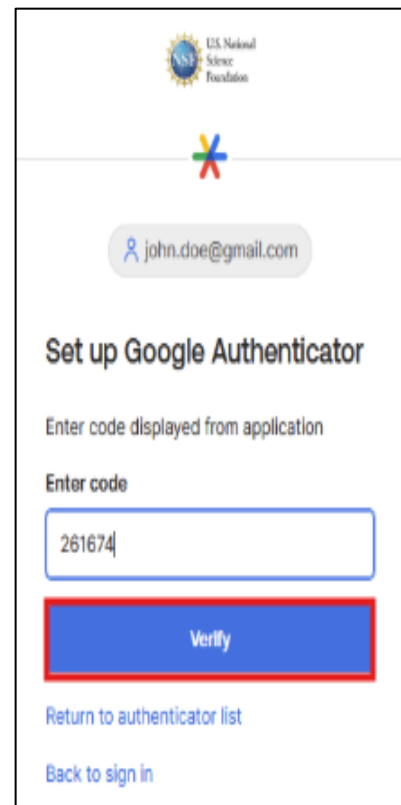 NSF
U.S. National
Science
Foundation
john.doe@gmail.com
Set up Google Authenticator
Enter code displayed from application
Enter code
261674
Verify
Return to authenticator list
Back to sign in